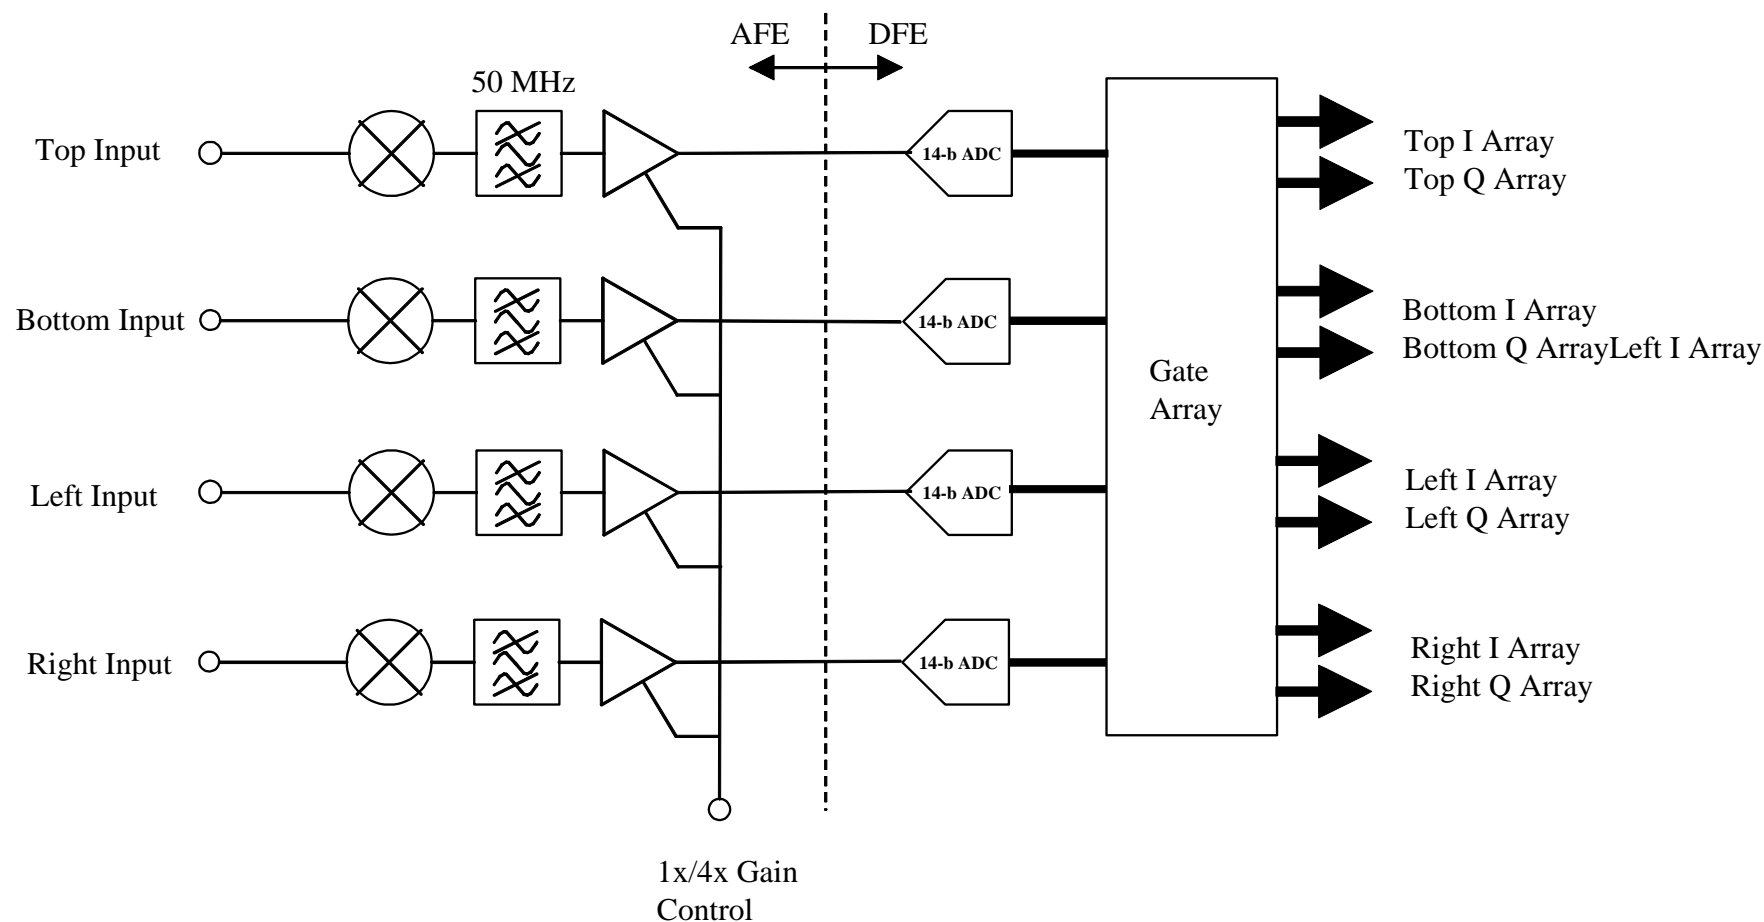 AFE
DFE
50 MHz
Top Input
14-b ADC
Top I Array
Top Q Array
Bottom Input
14-b ADC
Bottom I Array
Bottom Q ArrayLeft I Array
Gate
Array
Left Input
14-b ADC
Left I Array
Left Q Array
Right Input
14-b ADC
Right I Array
Right Q Array
1x/4x Gain
Control